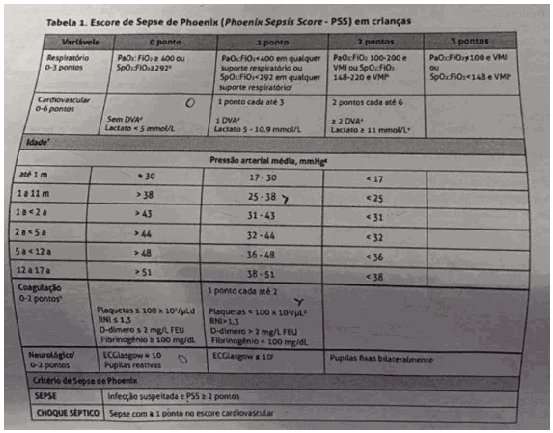 Tabela 1. Escore de Sepse de Phoenix (Phoenix Sepsis Score - PSS) em crianças
Variáveis 0 ponto 1 ponto 2 pontos 3 pontos
Respiratório
0-3 pontos
PaO₂: FiO₂ ≥ 400 ou
SpO₂:FiO₂≥292
PaO₂:FiO₂<400 em qualquer
suporte respiratório ou
SpO₂:FiO₂<292 em qualquer
suporte respiratório
PaO₂:FiO₂ 100-200 e
VMI ou SpO₂:FiO₂
148-220 e VMI
PaO₂:FiO₂ 100 e VMI
ou
SpO₂:FiO₂<148 e VMI
Cardiovascular
0-6 pontos
0
Sem DVA
Lactato < 5 mmol/L
1 ponto cada até 3
1 DVA
Lactato 5 - 10,9 mmol/L
2 pontos cada até 6
≥ 2 DVA
Lactato ≥ 11 mmol/L
Idade
Pressão arterial média, mmHg
até 1 m 30 17 - 30 <17
1 a 11 m > 38 25 - 38 <25
1a < 2 a > 43 31 - 43 <31
2a < 5a > 44 32 - 44 <32
5a < 12a > 48 36 - 48 <36
12 a 17a > 51 38 - 51 <38
Coagulação
0-2 pontos
Plaquetas ≥ 100 x 10³/μL
RNI ≤ 1,3
D-dímero ≤ 2 mg/L FEU
Fibrinogênio ≥ 100 mg/dL
1 ponto cada até 2
Plaquetas < 100 x 10³/μL
RNI>1,3
D-dímero > 2 mg/L FEU
Fibrinogênio < 100 mg/dL
Neurológico
0-2 pontos
ECGlasgow 10
Pupilas reativas
0
ECGlasgow ≤ 10
Pupilas fixas bilateralmente
Critério de Sepse de Phoenix
SEPSE Infecção suspeitada e PSS ≥ 2 pontos
CHOQUE SÉPTICO Sepse com ≥ 1 ponto no escore cardiovascular